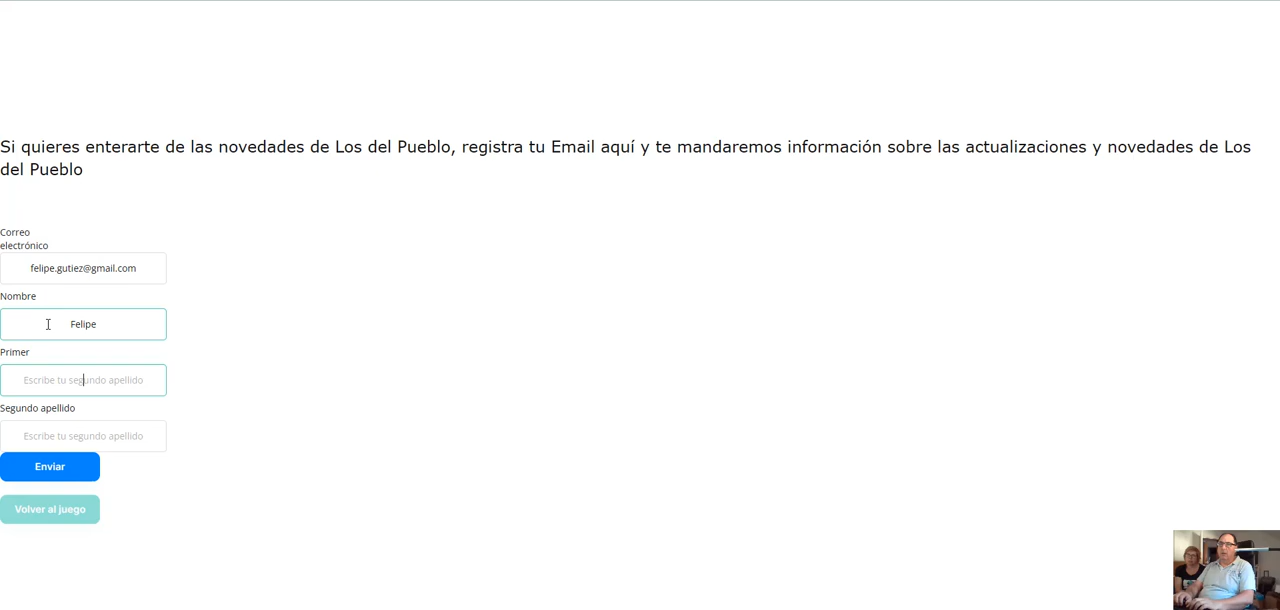 Si quieres enterarte de las novedades de Los del Pueblo, registra tu Email aquí y te mandaremos información sobre las actualizaciones y novedades de Los
del Pueblo
Correo
electrónico
felipe.gutiez@gmail.com
Nombre
Felipe
Primer
Escribe tu segundo apellido
Segundo apellido
Escribe tu segundo apellido
Enviar
Volver al juego